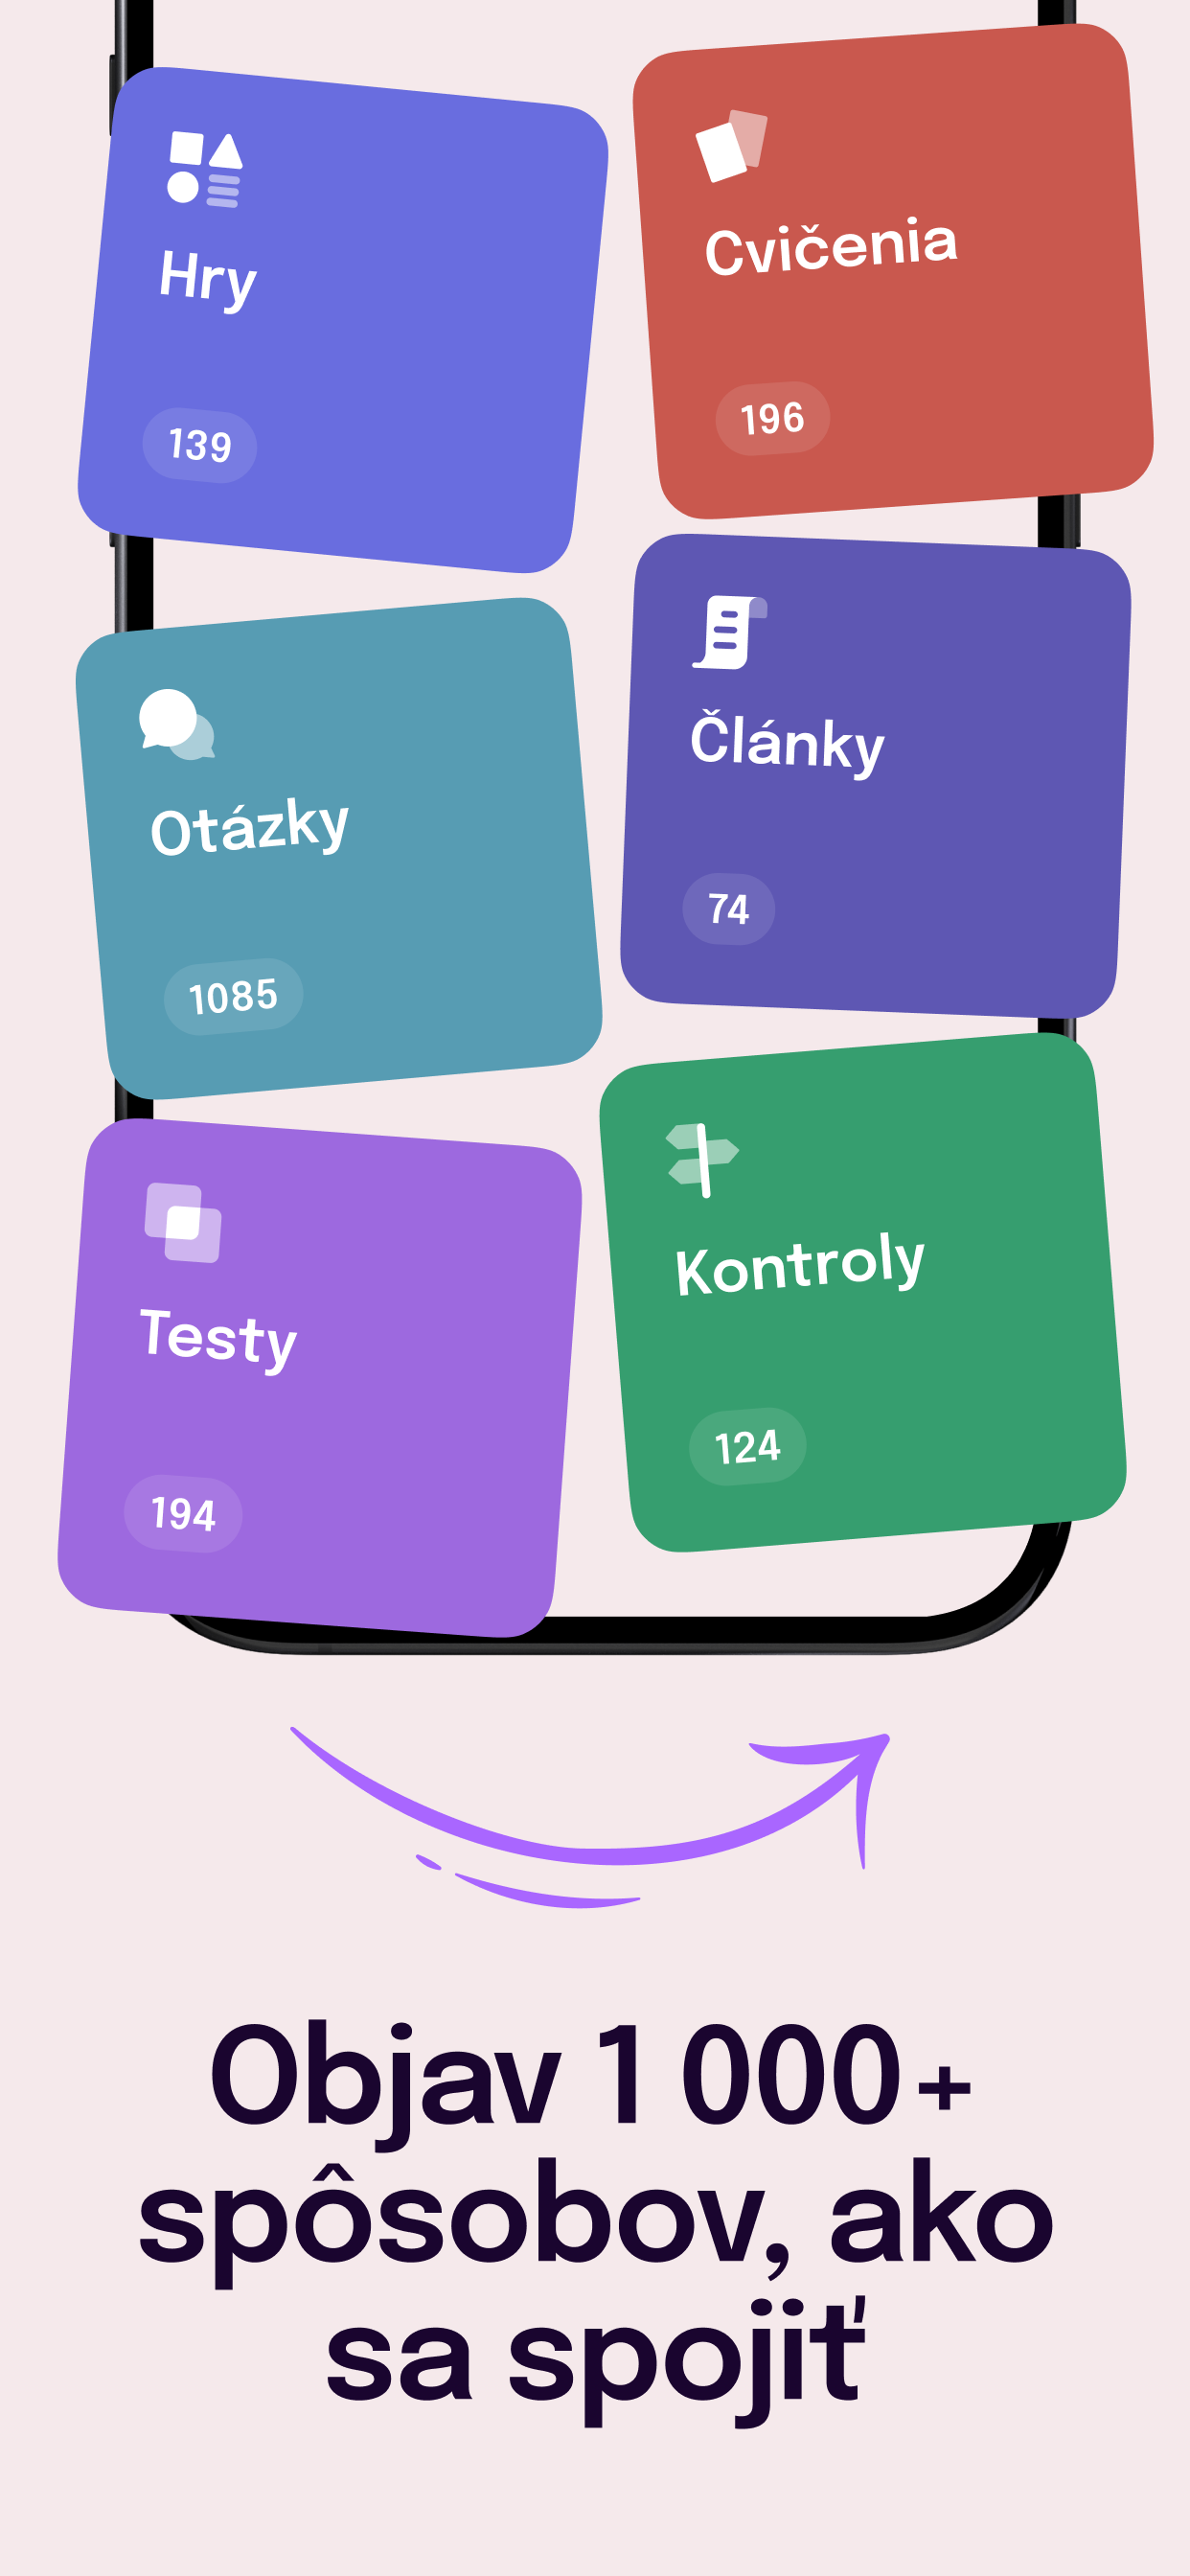 Hry
139
Cvičenia
196
Otázky
1085
Články
74
Testy
194
Kontroly
124
Objav 1 000+
spôsobov, ako
sa spojiť